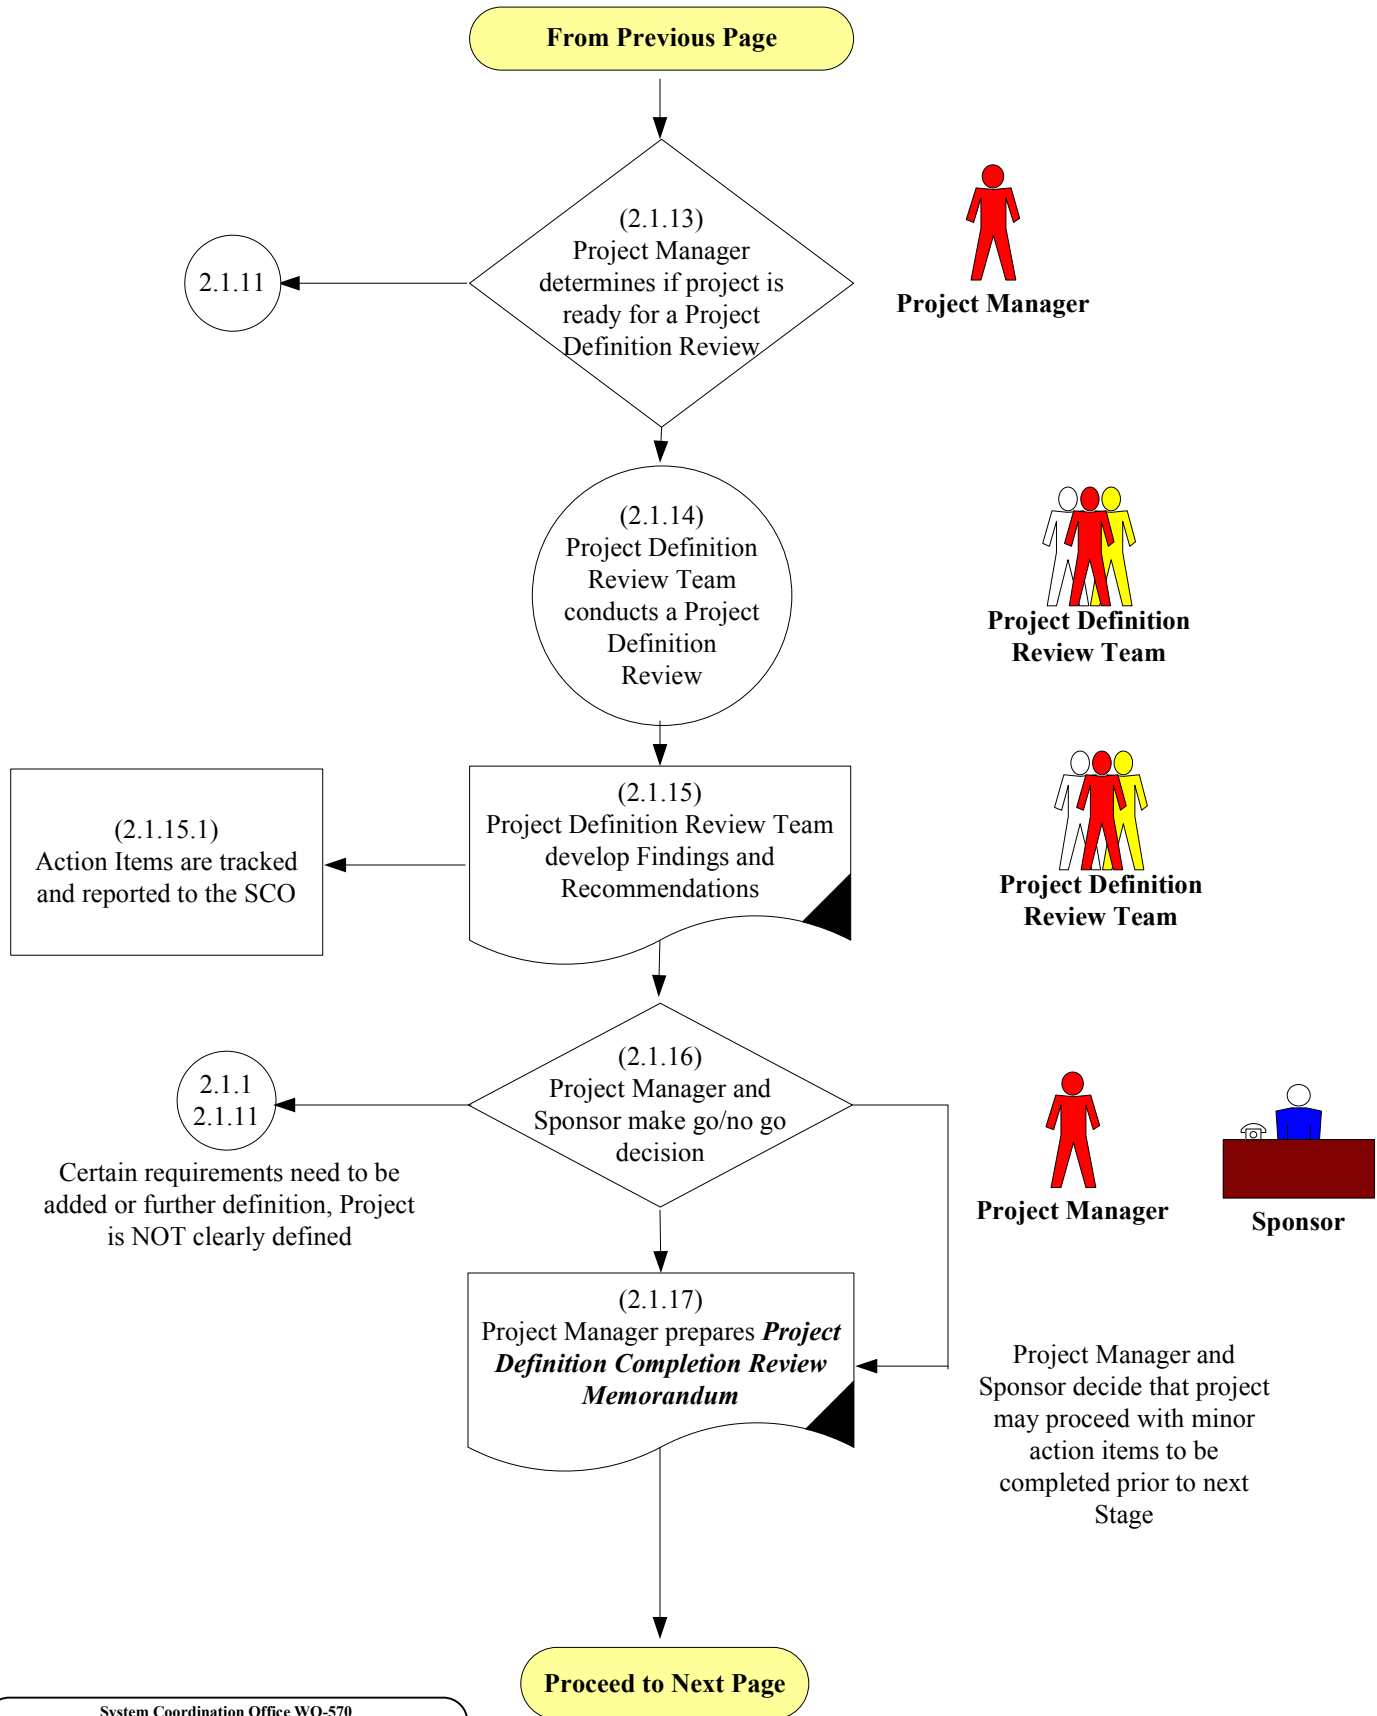 From Previous Page
(2.1.13)
Project Manager
determines if project is
ready for a Project
Definition Review
2.1.11
Project Manager
(2.1.14)
Project Definition
Review Team
conducts a Project
Definition
Review
Project Definition
Review Team
(2.1.15)
Project Definition Review Team
develop Findings and
Recommendations
(2.1.15.1)
Action Items are tracked
and reported to the SCO
Project Definition
Review Team
(2.1.16)
Project Manager and
Sponsor make go/no go
decision
2.1.1
2.1.11
Certain requirements need to be
added or further definition, Project
is NOT clearly defined
Project Manager
Sponsor
(2.1.17)
Project Manager prepares Project
Definition Completion Review
Memorandum
Project Manager and
Sponsor decide that project
may proceed with minor
action items to be
completed prior to next
Stage
Proceed to Next Page
System Coordination Office WO-570